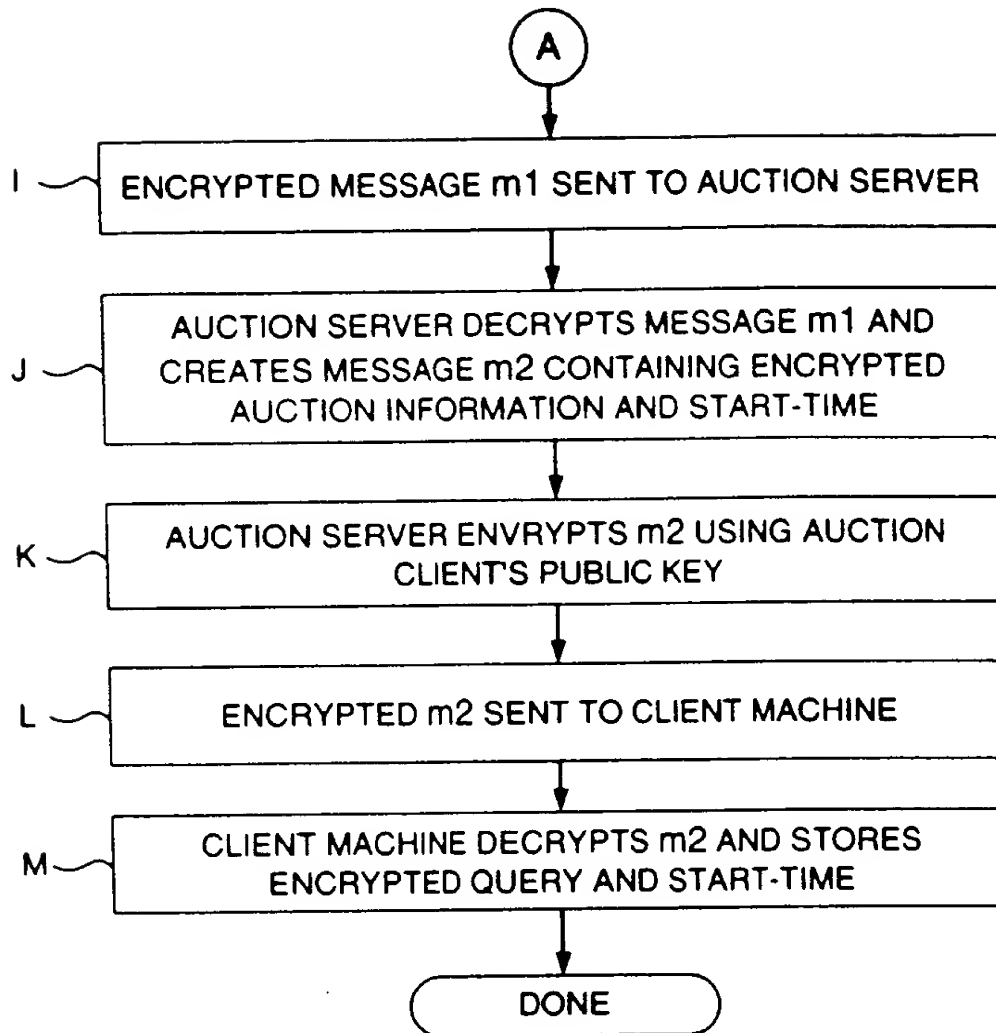 A
I
ENCRYPTED MESSAGE m1 SENT TO AUCTION SERVER
J
AUCTION SERVER DECRYPTS MESSAGE m1 AND
CREATES MESSAGE m2 CONTAINING ENCRYPTED
AUCTION INFORMATION AND START-TIME
K
AUCTION SERVER ENVRYPTS m2 USING AUCTION
CLIENT'S PUBLIC KEY
L
ENCRYPTED m2 SENT TO CLIENT MACHINE
M
CLIENT MACHINE DECRYPTS m2 AND STORES
ENCRYPTED QUERY AND START-TIME
DONE